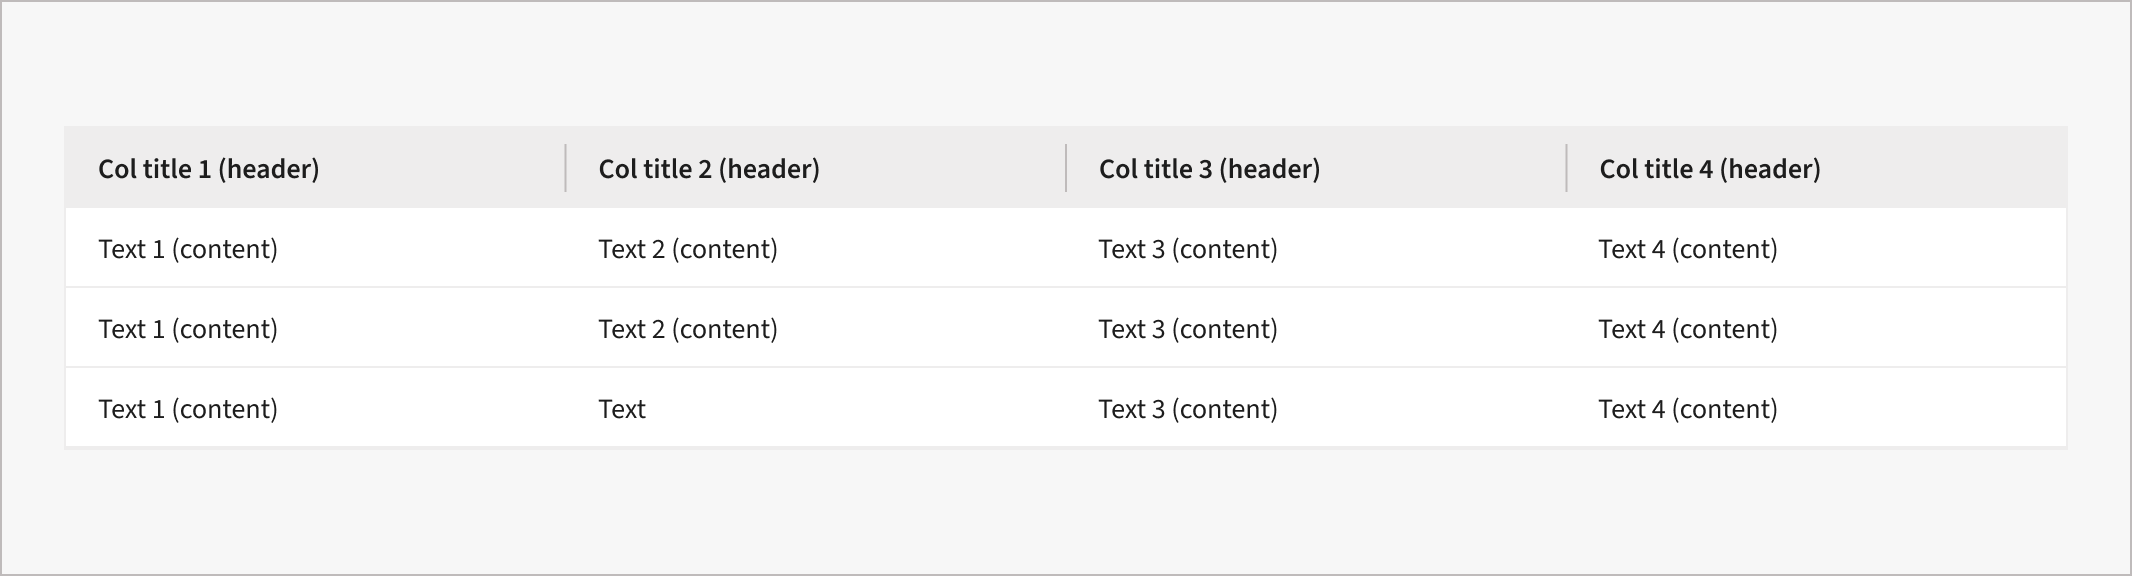 Col title 1 (header) Col title 2 (header) Col title 3 (header) Col title 4 (header)
Text 1 (content) Text 2 (content) Text 3 (content) Text 4 (content)
Text 1 (content) Text 2 (content) Text 3 (content) Text 4 (content)
Text 1 (content) Text Text 3 (content) Text 4 (content)